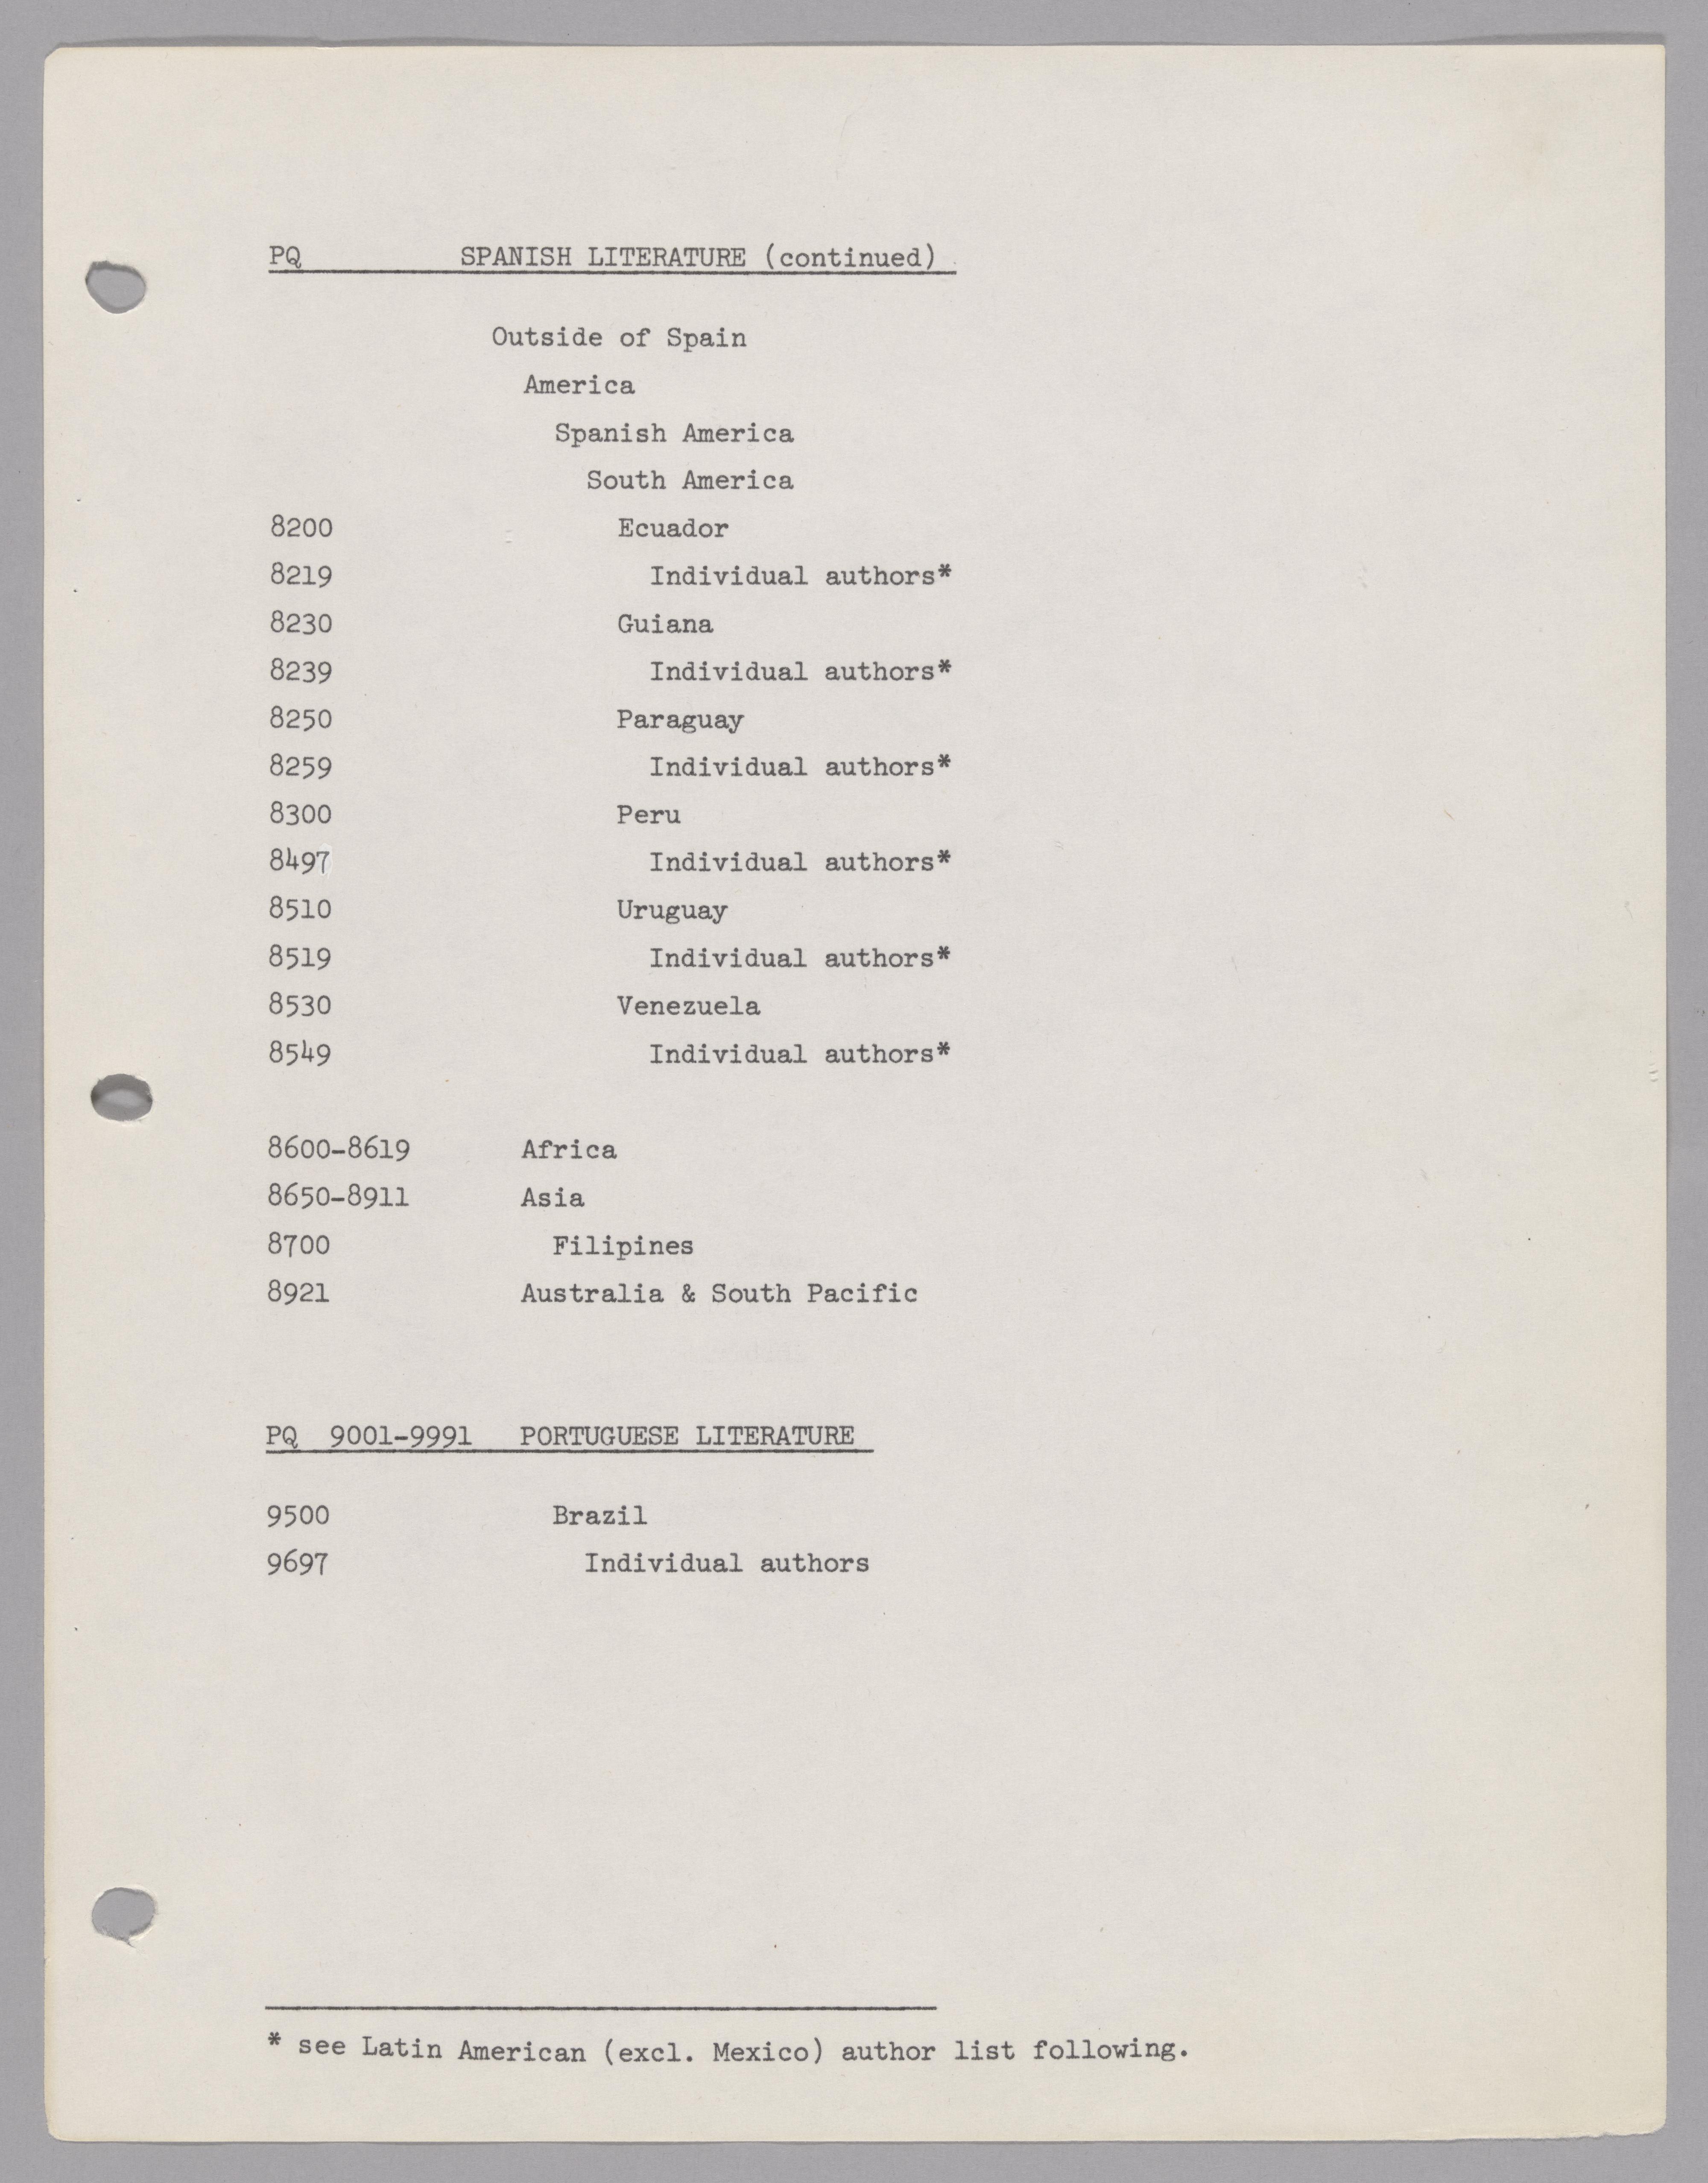 PQ SPANISH LITERATURE (continued)
Outside of Spain
America
Spanish America
South America
8200 Ecuador
8219 Individual authors*
8230 Guiana
8239 Individual authors*
8250 Paraguay
8259 Individual authors*
8300 Peru
8497 Individual authors*
8510 Uruguay
8519 Individual authors*
8530 Venezuela
8549 Individual authors*
8600-8619 Africa
8650-8911 Asia
8700 Filipines
8921 Australia & South Pacific
PQ 9001-9991 PORTUGUESE LITERATURE
9500 Brazil
9697 Individual authors
* see Latin American (excl. Mexico) author list following.